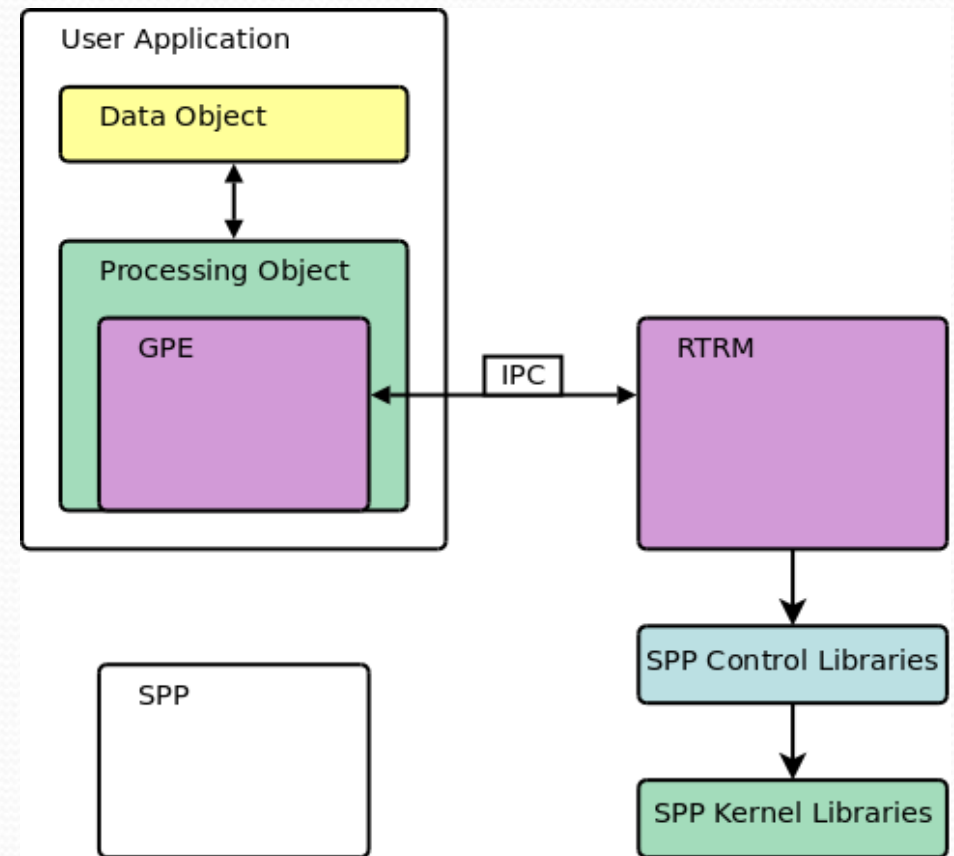 User Application
Data Object
Processing Object
GPE
IPC
RTRM
SPP Control Libraries
SPP
SPP Kernel Libraries